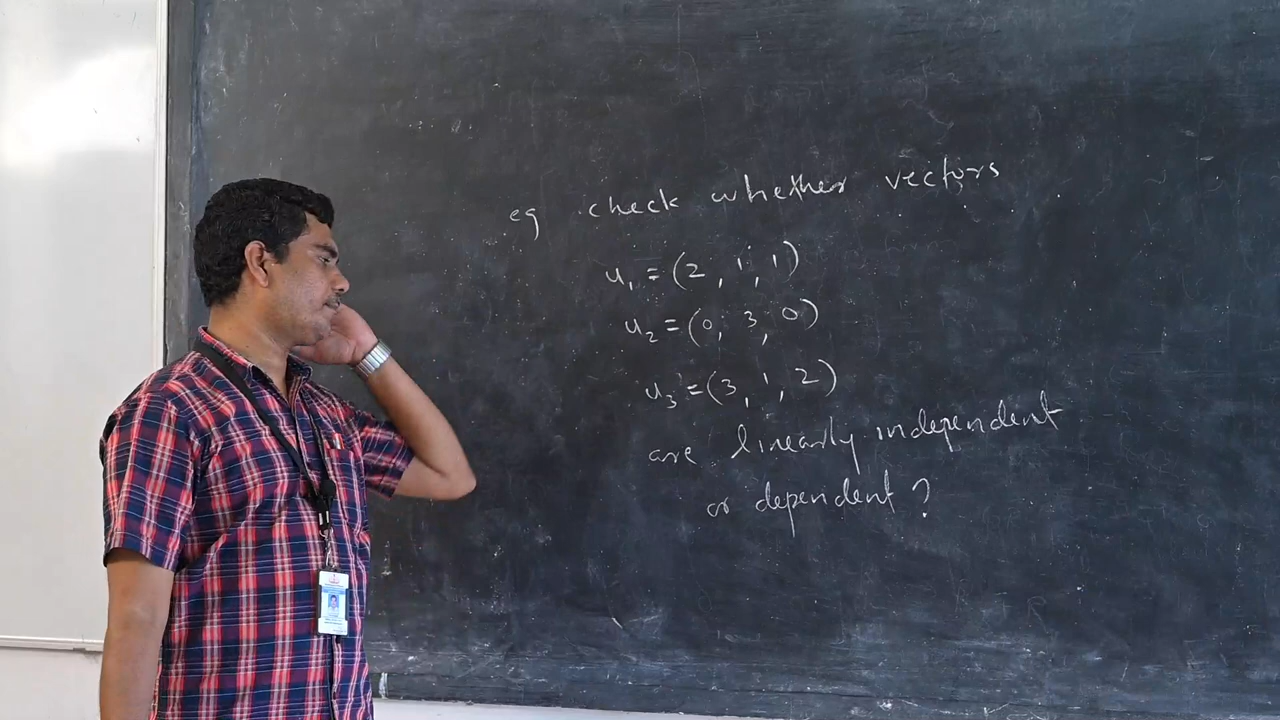 eg check whether vectors
u₁ = (2, 1, 1)
u₂ = (0, 3, 0)
u₃ = (3, 1, 2)
are linearly independent
or dependent ?